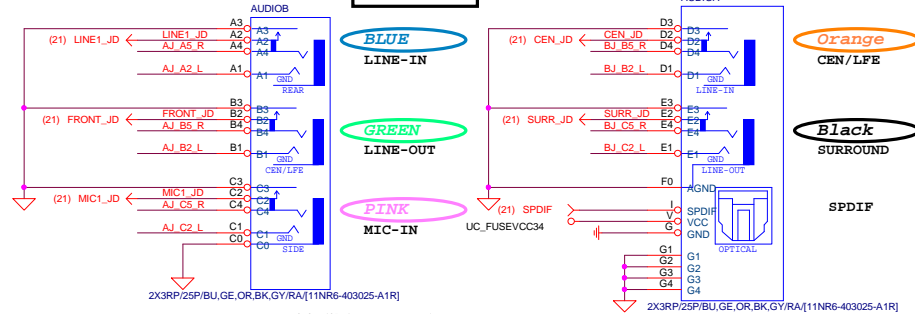 AUDIOB
A3
A3
LINE1_JD
A2
A2
(21) LINE1_JD
AJ_A5_R
A4
A4
AJ_A2_L
A1
A1
GND
REAR
BLUE
LINE-IN
B3
B3
FRONT_JD
B2
B2
(21) FRONT_JD
AJ_B5_R
B4
B4
AJ_B2_L
B1
B1
GND
CEN/LFE
GREEN
LINE-OUT
C3
C3
MIC1_JD
C2
C2
(21) MIC1_JD
AJ_C5_R
C4
C4
AJ_C2_L
C1
C1
C0
C0
GND
SIDE
PINK
MIC-IN
2X3RP/25P/BU,GE,OR,BK,GY/RA/[11NR6-403025-A1R]
D3
D3
CEN_JD
D2
D2
(21) CEN_JD
BJ_B5_R
D4
D4
BJ_B2_L
D1
D1
GND
LINE-IN
Orange
CEN/LFE
E3
E3
SURR_JD
E2
E2
(21) SURR_JD
BJ_C5_R
E4
E4
BJ_C2_L
E1
E1
GND
LINE-OUT
Black
SURROUND
F0
AGND
(21) SPDIF
I
SPDIF
V
VCC
UC_FUSEVCC34
G
GND
OPTICAL
SPDIF
G1
G1
G2
G2
G3
G3
G4
G4
2X3RP/25P/BU,GE,OR,BK,GY/RA/[11NR6-403025-A1R]